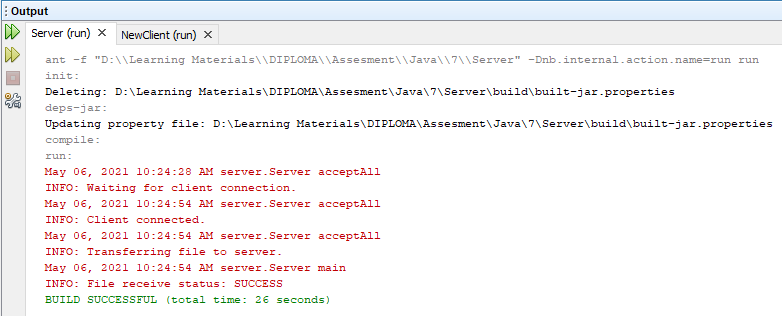 Output
Server (run) × NewClient (run) ×
ant -f "D:\\Learning Materials\\DIPLOMA\\Assesment\\Java\\7\\Server" -Dnb.internal.action.name=run run
init:
Deleting: D:\Learning Materials\DIPLOMA\Assesment\Java\7\Server\build\built-jar.properties
deps-jar:
Updating property file: D:\Learning Materials\DIPLOMA\Assesment\Java\7\Server\build\built-jar.properties
compile:
run:
May 06, 2021 10:24:28 AM server.Server acceptAll
INFO: Waiting for client connection.
May 06, 2021 10:24:54 AM server.Server acceptAll
INFO: Client connected.
May 06, 2021 10:24:54 AM server.Server acceptAll
INFO: Transferring file to server.
May 06, 2021 10:24:54 AM server.Server main
INFO: File receive status: SUCCESS
BUILD SUCCESSFUL (total time: 26 seconds)